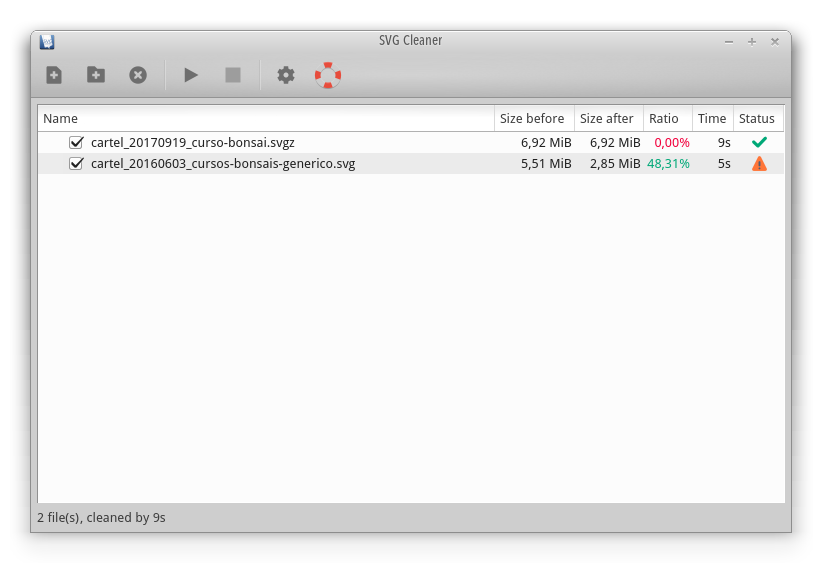 SVG Cleaner
Name Size before Size after Ratio Time Status
cartel_20170919_curso-bonsai.svgz 6,92 MiB 6,92 MiB 0,00% 9s
cartel_20160603_cursos-bonsais-generico.svg 5,51 MiB 2,85 MiB 48,31% 5s
2 file(s), cleaned by 9s